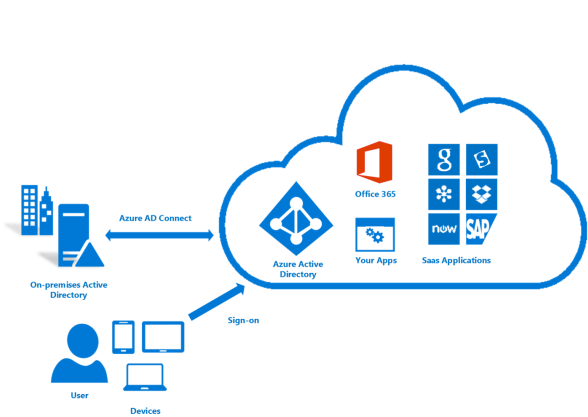 Office 365
g
now
SAP
Azure AD Connect
Azure Active
Directory
Your Apps
Saas Applications
On-premises Active
Directory
Sign-on
User
Devices